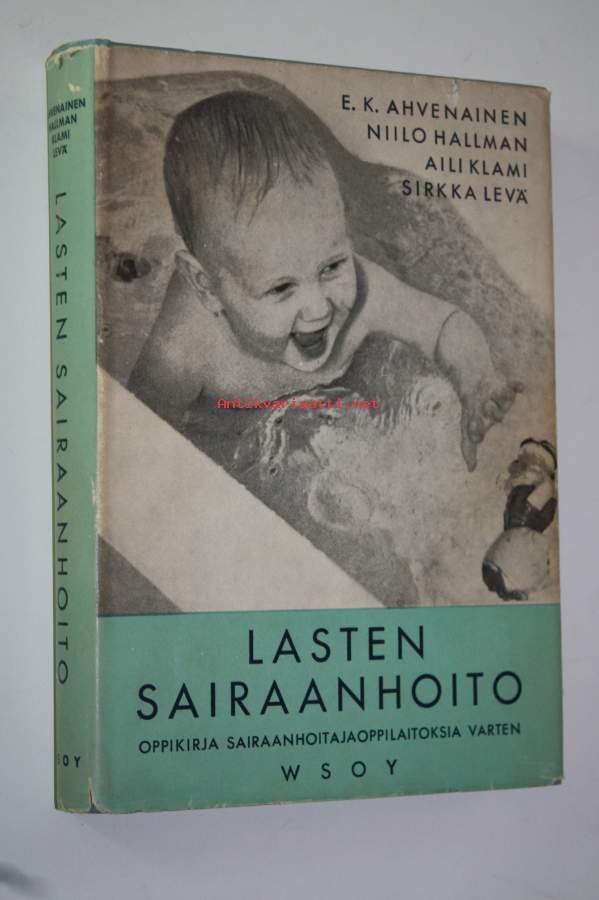 E. K. AHVENAINEN
NIILO HALLMAN
AILI KLAMI
SIRKKA LEVÄ
Antikvariaatti.net
LASTEN
SAIRAANHOITO
OPPIKIRJA SAIRAANHOITAJAOPPILAITOKSIA VARTEN
WSOY
AHVENAINEN
HALLMAN
KLAMI
LEVÄ
LASTEN SAIRAANHOITO
WSOY